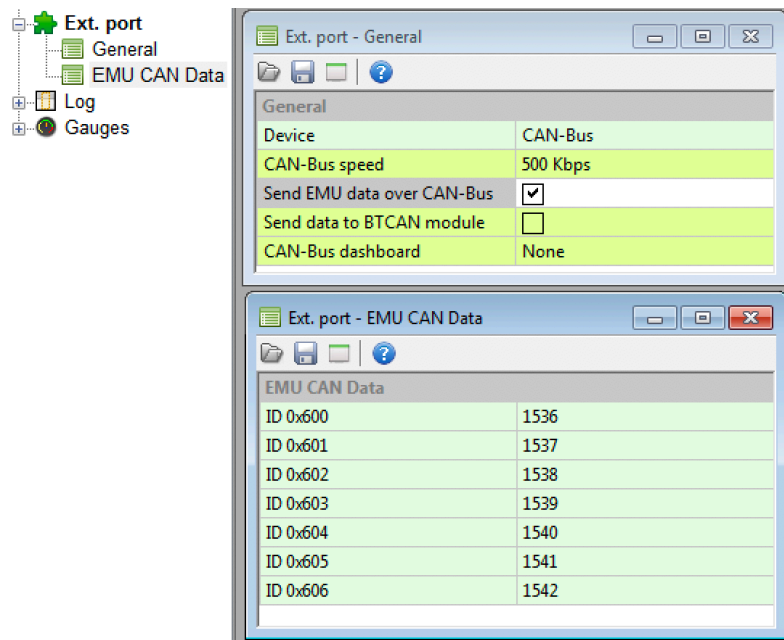 Ext. port
General
EMU CAN Data
Log
Gauges
Ext. port - General
General
Device CAN-Bus
CAN-Bus speed 500 Kbps
Send EMU data over CAN-Bus
Send data to BTCAN module
CAN-Bus dashboard None
Ext. port - EMU CAN Data
EMU CAN Data
ID 0x600 1536
ID 0x601 1537
ID 0x602 1538
ID 0x603 1539
ID 0x604 1540
ID 0x605 1541
ID 0x606 1542